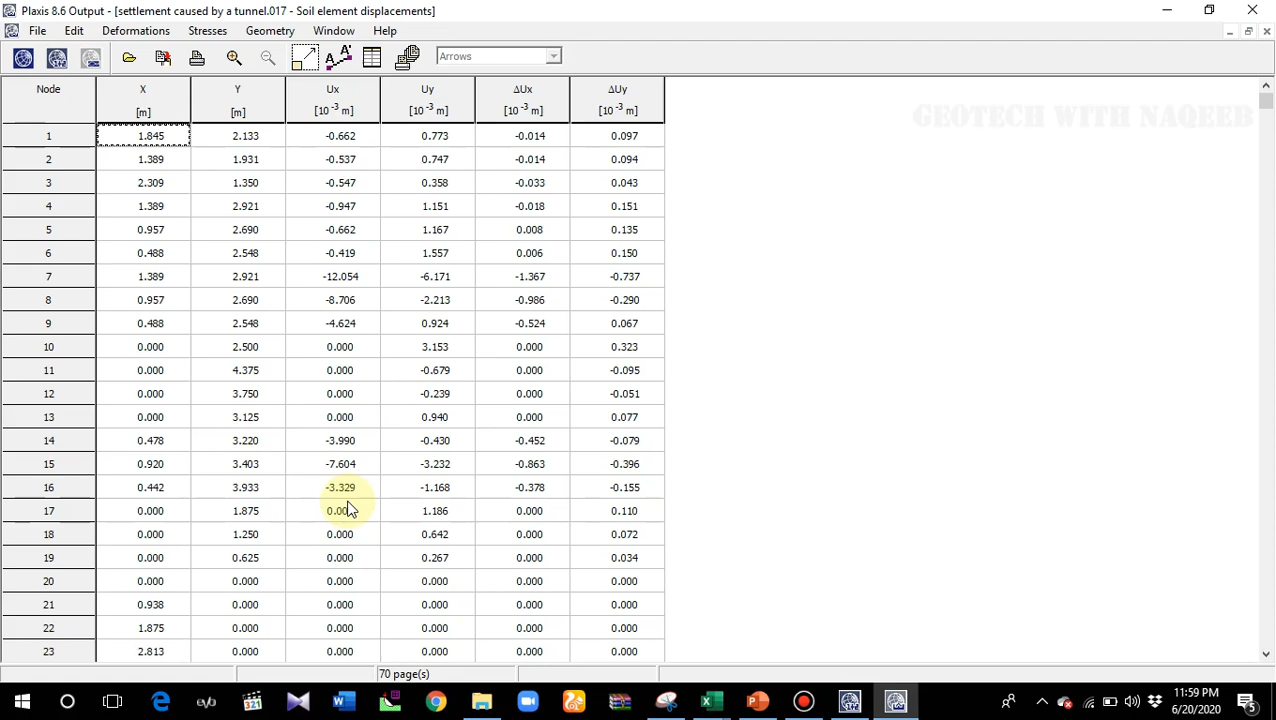 Plaxis 8.6 Output - [settlement caused by a tunnel.017 - Soil element displacements]
File Edit Deformations Stresses Geometry Window Help
Arrows
Node X Y Ux Uy ΔUx ΔUy
[m] [m] [10 -3 m] [10 -3 m] [10 -3 m] [10 -3 m]
GEOTECH WITH NAQEEB
1 1.845 2.133 -0.662 0.773 -0.014 0.097
2 1.389 1.931 -0.537 0.747 -0.014 0.094
3 2.309 1.350 -0.547 0.358 -0.033 0.043
4 1.389 2.921 -0.947 1.151 -0.018 0.151
5 0.957 2.690 -0.662 1.167 0.008 0.135
6 0.488 2.548 -0.419 1.557 0.006 0.150
7 1.389 2.921 -12.054 -6.171 -1.367 -0.737
8 0.957 2.690 -8.706 -2.213 -0.986 -0.290
9 0.488 2.548 -4.624 0.924 -0.524 0.067
10 0.000 2.500 0.000 3.153 0.000 0.323
11 0.000 4.375 0.000 -0.679 0.000 -0.095
12 0.000 3.750 0.000 -0.239 0.000 -0.051
13 0.000 3.125 0.000 0.940 0.000 0.077
14 0.478 3.220 -3.990 -0.430 -0.452 -0.079
15 0.920 3.403 -7.604 -3.232 -0.863 -0.396
16 0.442 3.933 -3.329 -1.168 -0.378 -0.155
17 0.000 1.875 0.000 1.186 0.000 0.110
18 0.000 1.250 0.000 0.642 0.000 0.072
19 0.000 0.625 0.000 0.267 0.000 0.034
20 0.000 0.000 0.000 0.000 0.000 0.000
21 0.938 0.000 0.000 0.000 0.000 0.000
22 1.875 0.000 0.000 0.000 0.000 0.000
23 2.813 0.000 0.000 0.000 0.000 0.000
70 page(s)
11:59 PM
6/20/2020